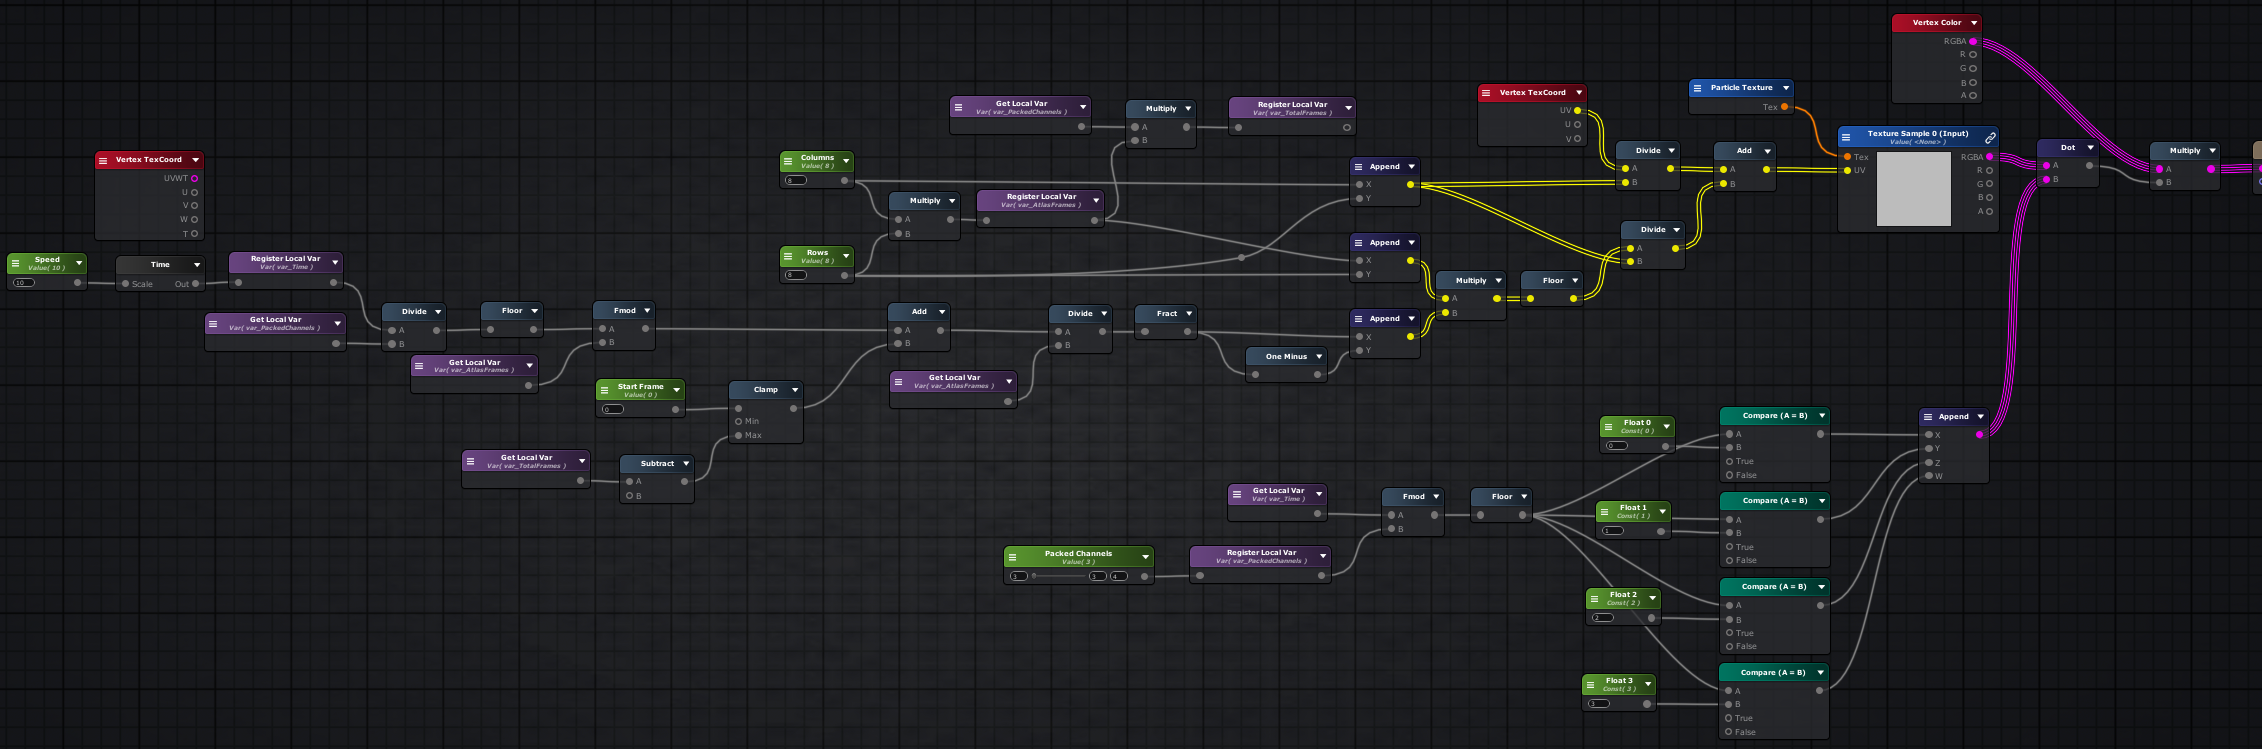 Vertex Color
RGBA
R
G
B
A
Particle Texture
Tex
Vertex TexCoord
UV
U
V
Get Local Var
Var( var_PackedChannels )
Multiply
A
B
Register Local Var
Var( var_TotalFrames )
Texture Sample 0 (Input)
Value( <None> )
Tex
UV
RGBA
R
G
B
A
Divide
A
B
Add
A
B
Dot
A
B
Multiply
A
B
Vertex TexCoord
UVWT
U
V
W
T
Columns
Value( 8 )
8
Append
X
Y
Multiply
A
B
Register Local Var
Var( var_AtlasFrames )
Rows
Value( 8 )
8
Append
X
Y
Divide
A
B
Speed
Value( 10 )
10
Time
Scale
Out
Register Local Var
Var( var_Time )
Multiply
A
B
Floor
Get Local Var
Var( var_PackedChannels )
Divide
A
B
Floor
Fmod
A
B
Add
A
B
Divide
A
B
Fract
Append
X
Y
One Minus
Get Local Var
Var( var_AtlasFrames )
Start Frame
Value( 0 )
0
Clamp
Min
Max
Get Local Var
Var( var_AtlasFrames )
Get Local Var
Var( var_TotalFrames )
Subtract
A
B
Float 0
Const( 0 )
0
Compare (A = B)
A
B
True
False
Append
X
Y
Z
W
Get Local Var
Var( var_Time )
Fmod
A
B
Floor
Float 1
Const( 1 )
1
Compare (A = B)
A
B
True
False
Packed Channels
Value( 3 )
3
3
4
Register Local Var
Var( var_PackedChannels )
Float 2
Const( 2 )
2
Compare (A = B)
A
B
True
False
Float 3
Const( 3 )
3
Compare (A = B)
A
B
True
False